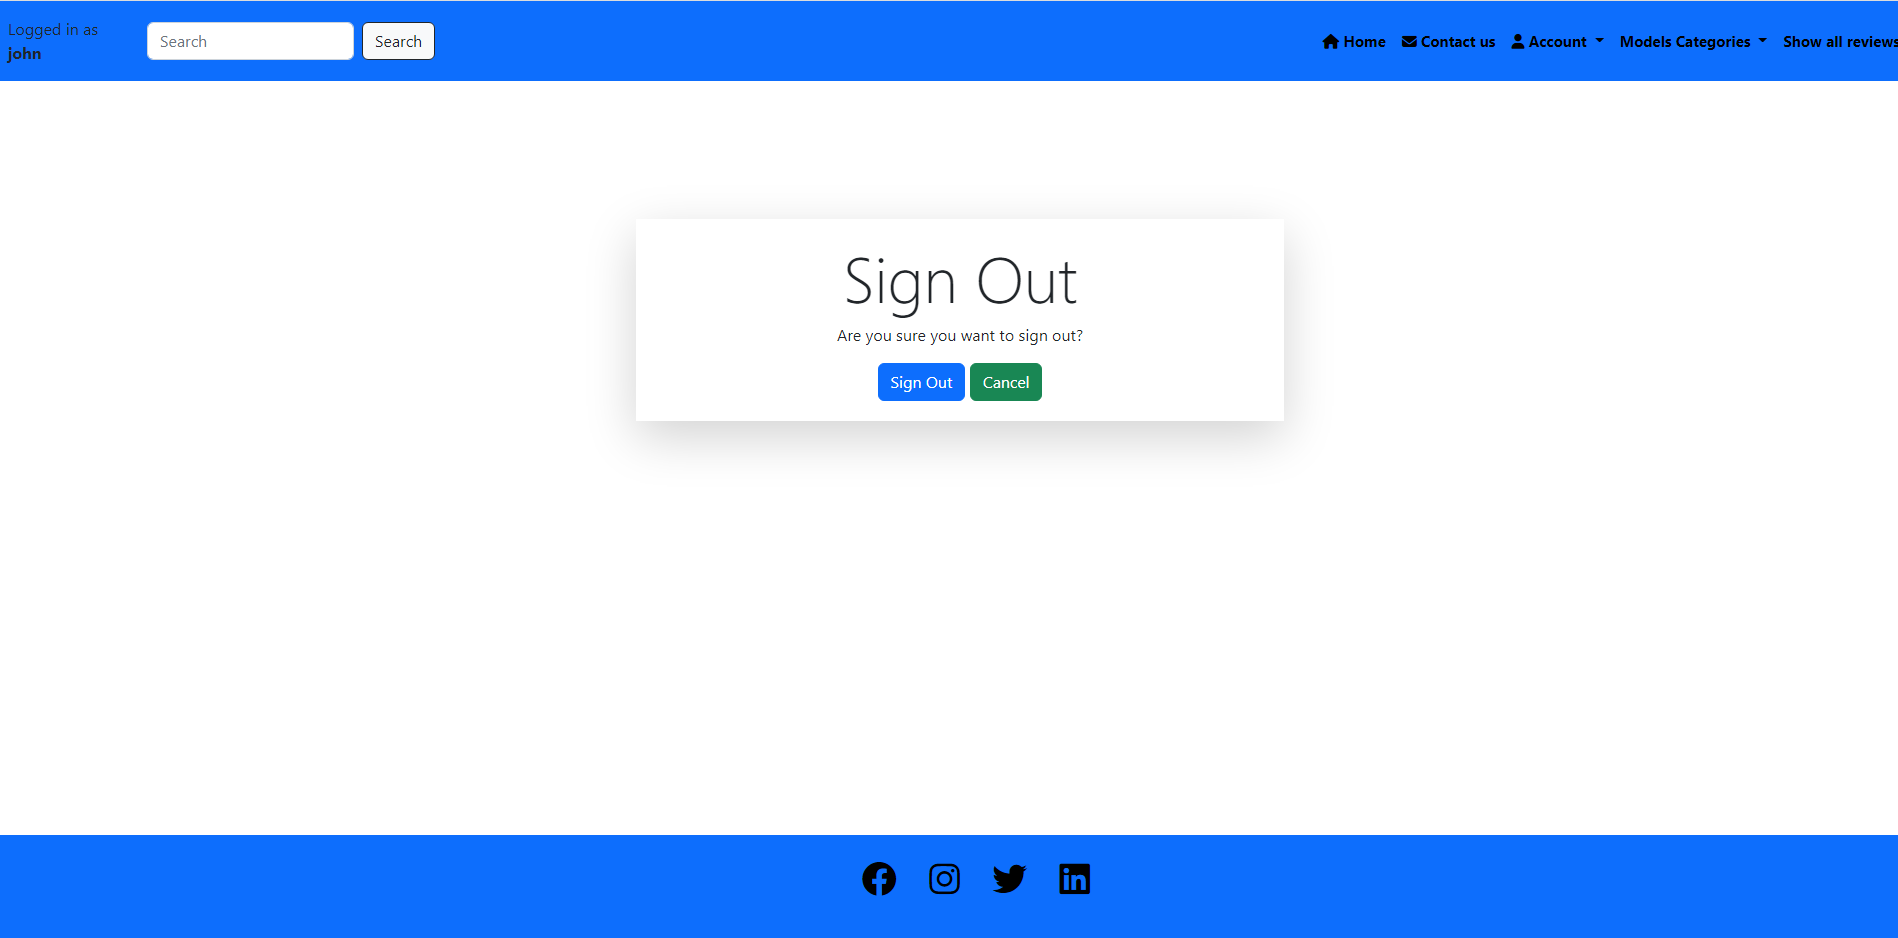 Logged in as
john
Search
Search
Home
Contact us
Account
Models Categories
Show all reviews
Sign Out
Are you sure you want to sign out?
Sign Out
Cancel